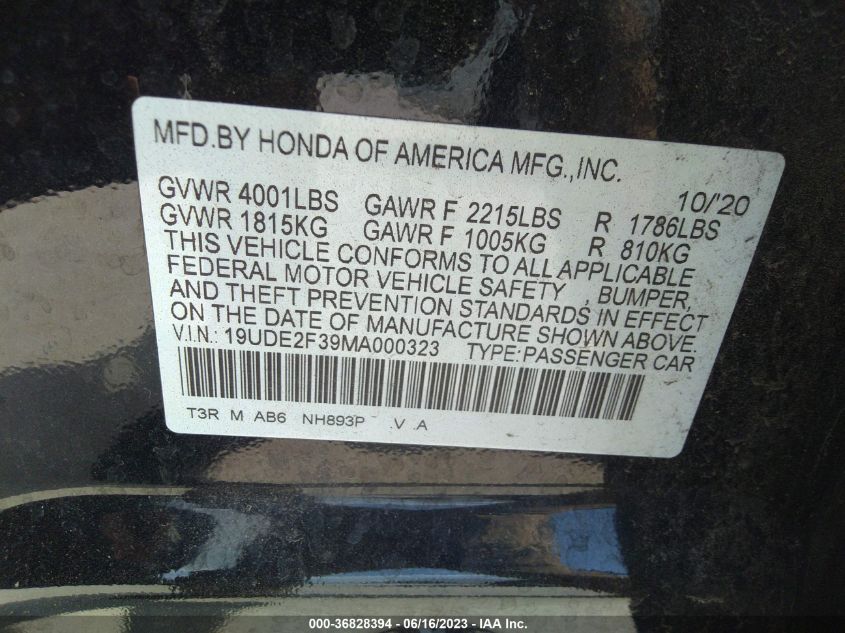 MFD.BY HONDA OF AMERICA MFG.,INC.
10/'20
GVWR 4001LBS GAWR F 2215LBS R 1786LBS
GVWR 1815KG GAWR F 1005KG R 810KG
THIS VEHICLE CONFORMS TO ALL APPLICABLE
FEDERAL MOTOR VEHICLE SAFETY , BUMPER,
AND THEFT PREVENTION STANDARDS IN EFFECT
ON THE DATE OF MANUFACTURE SHOWN ABOVE.
V.I.N.: 19UDE2F39MA000323 TYPE:PASSENGER CAR
T3R M AB6 NH893P V A
000-36828394 - 06/16/2023 - IAA Inc.